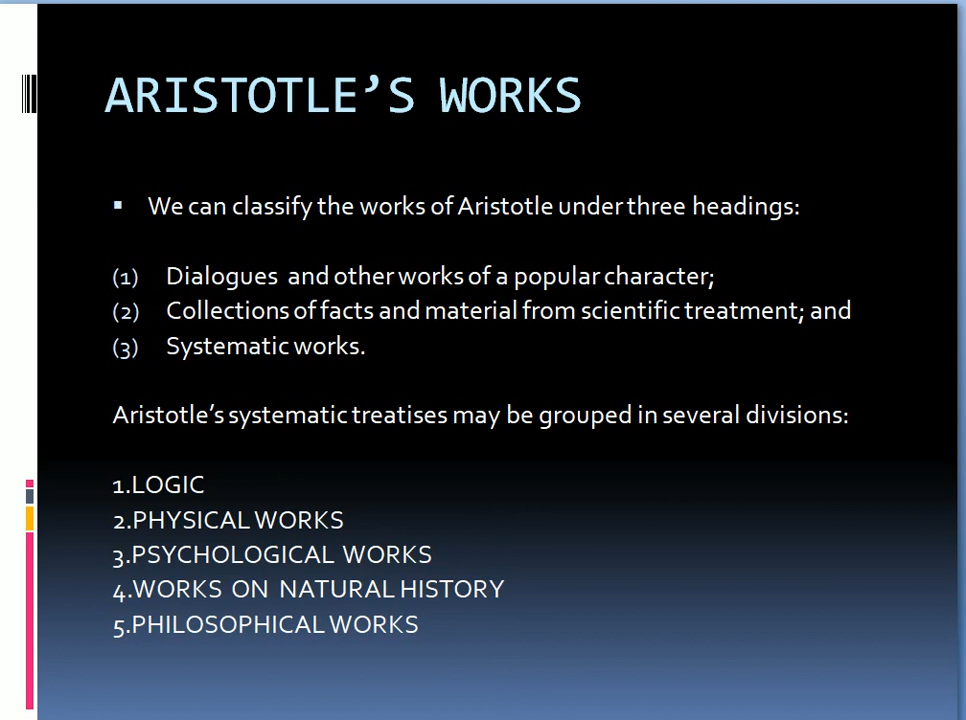 ARISTOTLE’S WORKS
▪ We can classify the works of Aristotle under three headings:
(1) Dialogues and other works of a popular character;
(2) Collections of facts and material from scientific treatment; and
(3) Systematic works.
Aristotle’s systematic treatises may be grouped in several divisions:
1.LOGIC
2.PHYSICAL WORKS
3.PSYCHOLOGICAL WORKS
4.WORKS ON NATURAL HISTORY
5.PHILOSOPHICAL WORKS